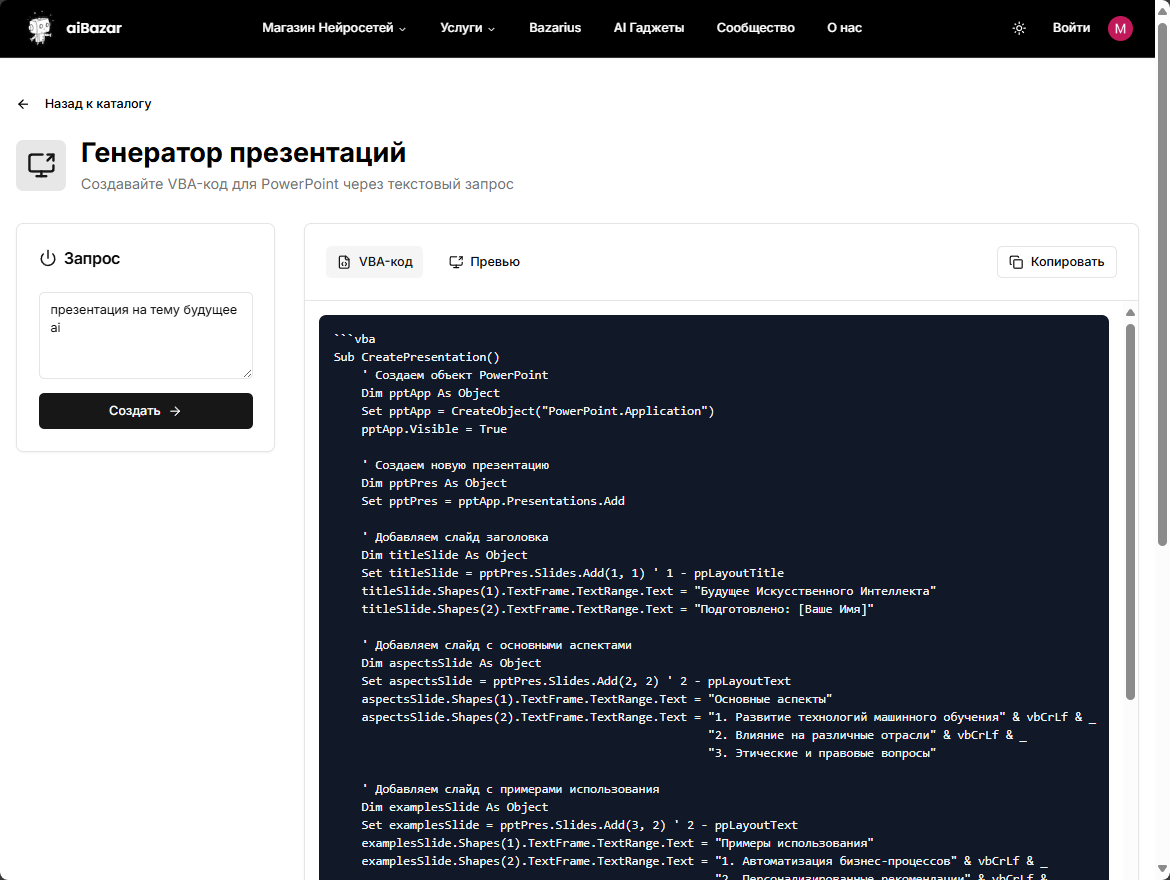 aiBazar
Магазин Нейросетей
Услуги
Bazarius
AI Гаджеты
Сообщество
О нас
Войти
M
Назад к каталогу
Генератор презентаций
Создавайте VBA-код для PowerPoint через текстовый запрос
Запрос
презентация на тему будущее
ai
Создать
VBA-код
Превью
Копировать
```vba
Sub CreatePresentation()
    ' Создаем объект PowerPoint
    Dim pptApp As Object
    Set pptApp = CreateObject("PowerPoint.Application")
    pptApp.Visible = True

    ' Создаем новую презентацию
    Dim pptPres As Object
    Set pptPres = pptApp.Presentations.Add

    ' Добавляем слайд заголовка
    Dim titleSlide As Object
    Set titleSlide = pptPres.Slides.Add(1, 1) ' 1 - ppLayoutTitle
    titleSlide.Shapes(1).TextFrame.TextRange.Text = "Будущее Искусственного Интеллекта"
    titleSlide.Shapes(2).TextFrame.TextRange.Text = "Подготовлено: [Ваше Имя]"

    ' Добавляем слайд с основными аспектами
    Dim aspectsSlide As Object
    Set aspectsSlide = pptPres.Slides.Add(2, 2) ' 2 - ppLayoutText
    aspectsSlide.Shapes(1).TextFrame.TextRange.Text = "Основные аспекты"
    aspectsSlide.Shapes(2).TextFrame.TextRange.Text = "1. Развитие технологий машинного обучения" & vbCrLf & _
                                                      "2. Влияние на различные отрасли" & vbCrLf & _
                                                      "3. Этические и правовые вопросы"

    ' Добавляем слайд с примерами использования
    Dim examplesSlide As Object
    Set examplesSlide = pptPres.Slides.Add(3, 2) ' 2 - ppLayoutText
    examplesSlide.Shapes(1).TextFrame.TextRange.Text = "Примеры использования"
    examplesSlide.Shapes(2).TextFrame.TextRange.Text = "1. Автоматизация бизнес-процессов" & vbCrLf & _
                                                       "2. Персонализированные рекомендации" & vbCrLf &